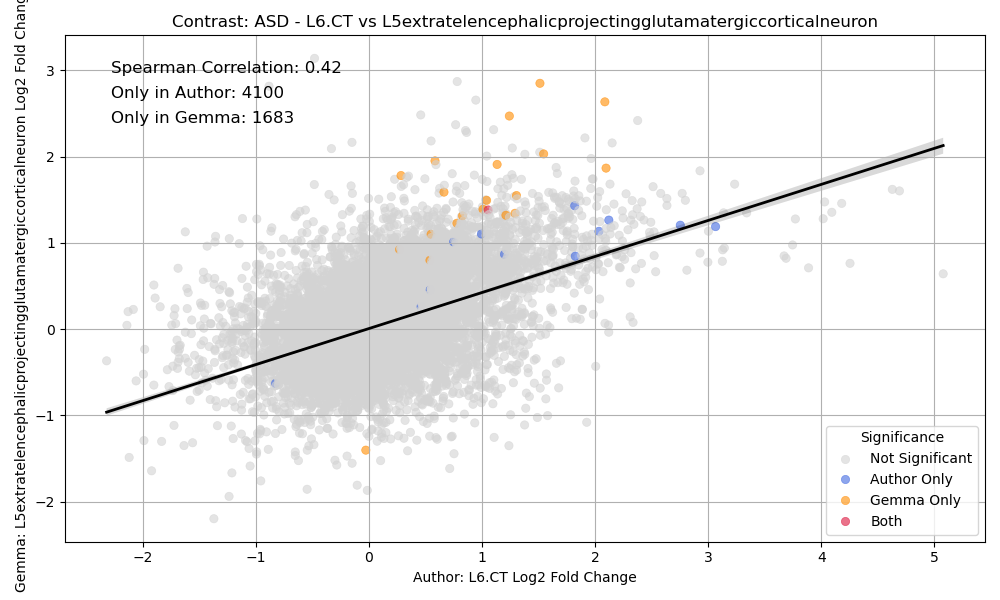 Contrast: ASD - L6.CT vs L5extratelencephalicprojectingglutamatergiccorticalneuron
Spearman Correlation: 0.42
Only in Author: 4100
Only in Gemma: 1683
Gemma: L5extratelencephalicprojectingglutamatergiccorticalneuron Log2 Fold Chang
3
2
1
0
−1
−2
Significance
Not Significant
Author Only
Gemma Only
Both
−2 −1 0 1 2 3 4 5
Author: L6.CT Log2 Fold Change